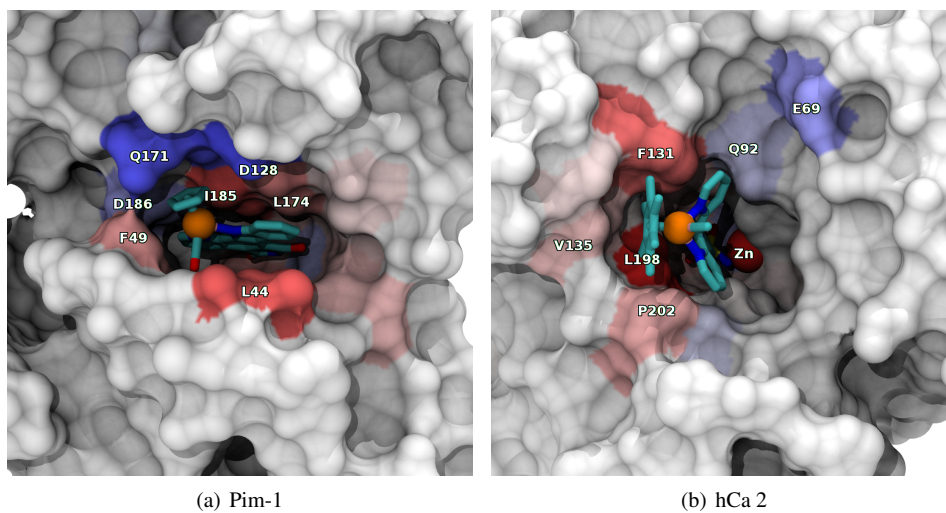 Q171
D128
I185
D186
L174
F49
L44
E69
F131
Q92
V135
L198
Zn
P202
(a) Pim-1
(b) hCa 2